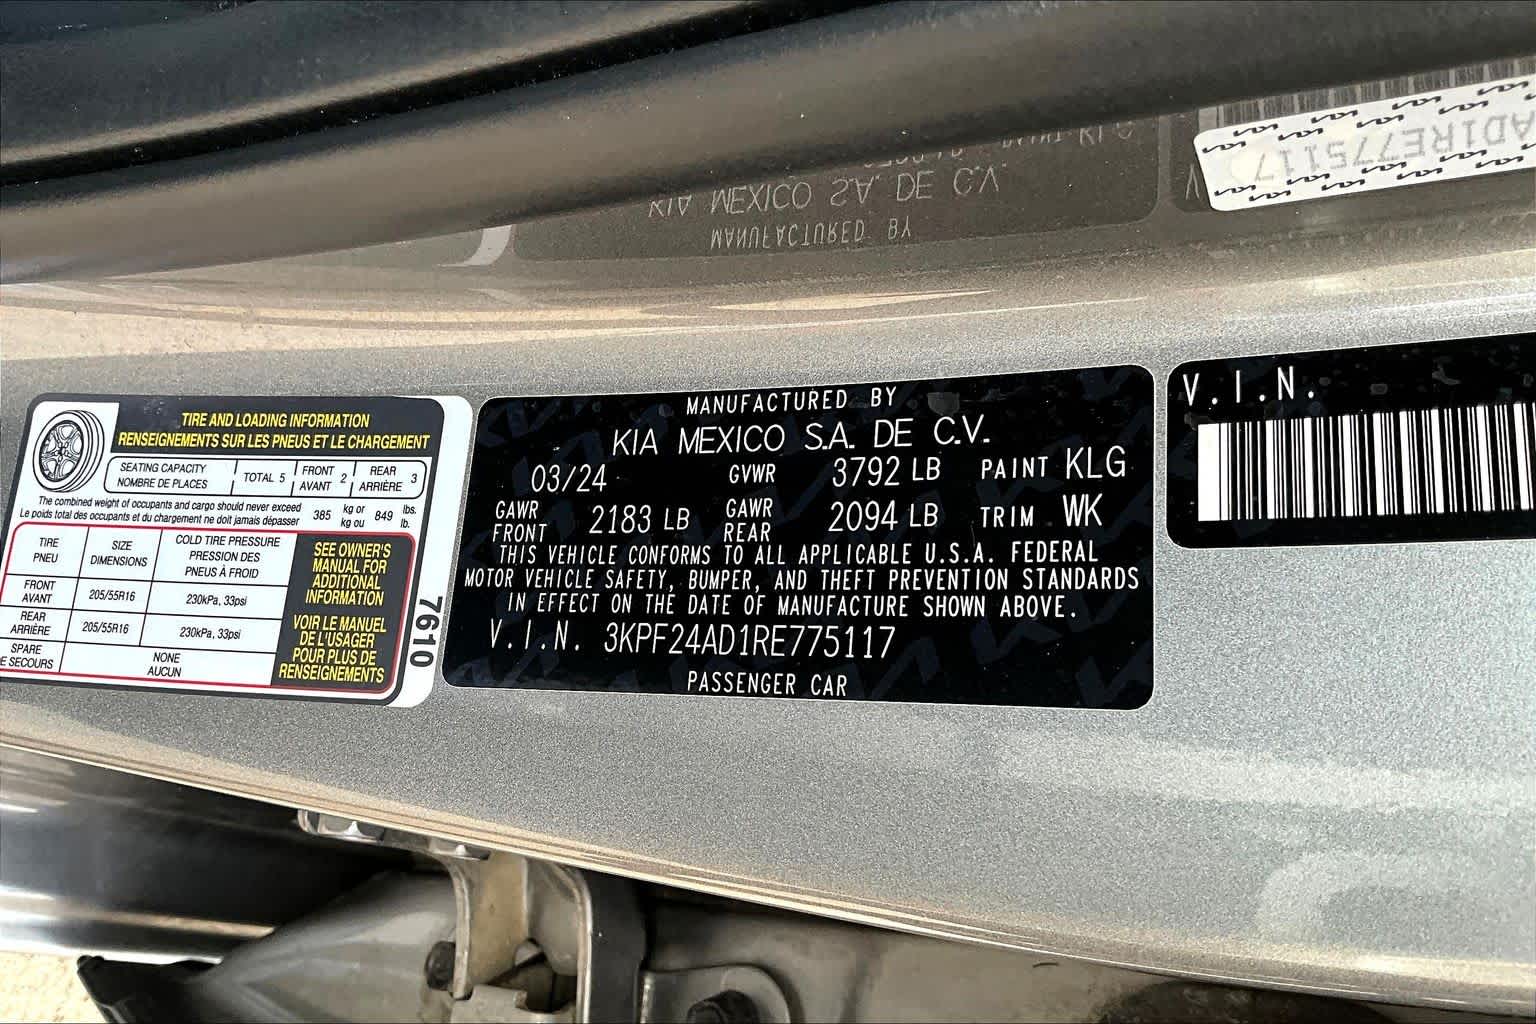 TIRE AND LOADING INFORMATION
RENSEIGNEMENTS SUR LES PNEUS ET LE CHARGEMENT
SEATING CAPACITY
NOMBRE DE PLACES
TOTAL 5
FRONT
AVANT 2
REAR
ARRIÈRE 3
The combined weight of occupants and cargo should never exceed
Le poids total des occupants et du chargement ne doit jamais dépasser
385 kg or
kg ou
849 lbs.
lb.
TIRE
PNEU
SIZE
DIMENSIONS
COLD TIRE PRESSURE
PRESSION DES
PNEUS À FROID
FRONT
AVANT
205/55R16
230kPa, 33psi
REAR
ARRIÈRE
205/55R16
230kPa, 33psi
SPARE
DE SECOURS
NONE
AUCUN
SEE OWNER'S
MANUAL FOR
ADDITIONAL
INFORMATION
VOIR LE MANUEL
DE L'USAGER
POUR PLUS DE
RENSEIGNEMENTS
7610
MANUFACTURED BY
KIA MEXICO S.A. DE C.V.
03/24 GVWR 3792 LB PAINT KLG
GAWR
FRONT 2183 LB
GAWR
REAR 2094 LB
TRIM WK
THIS VEHICLE CONFORMS TO ALL APPLICABLE U.S.A. FEDERAL
MOTOR VEHICLE SAFETY, BUMPER, AND THEFT PREVENTION STANDARDS
IN EFFECT ON THE DATE OF MANUFACTURE SHOWN ABOVE.
V.I.N. 3KPF24AD1RE775117
PASSENGER CAR
V.I.N.